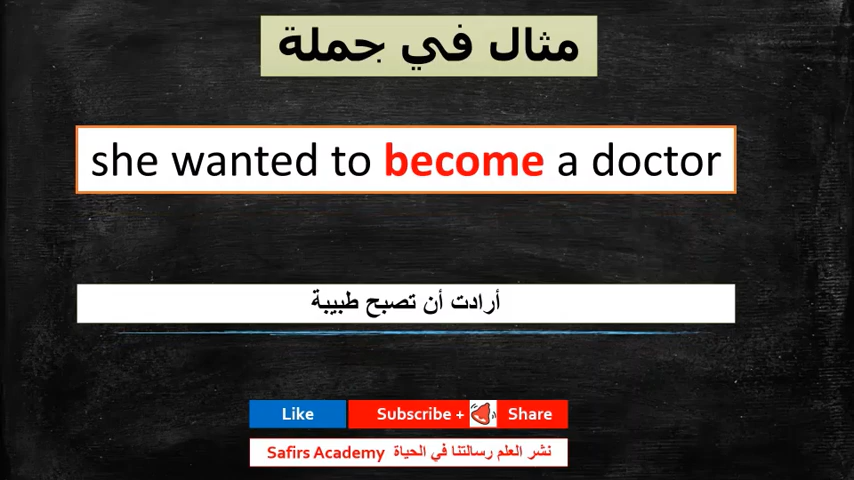 مثال في جملة
she wanted to become a doctor
أرادت أن تصبح طبيبة
Like Subscribe + Share
Safirs Academy نشر العلم رسالتنا في الحياة